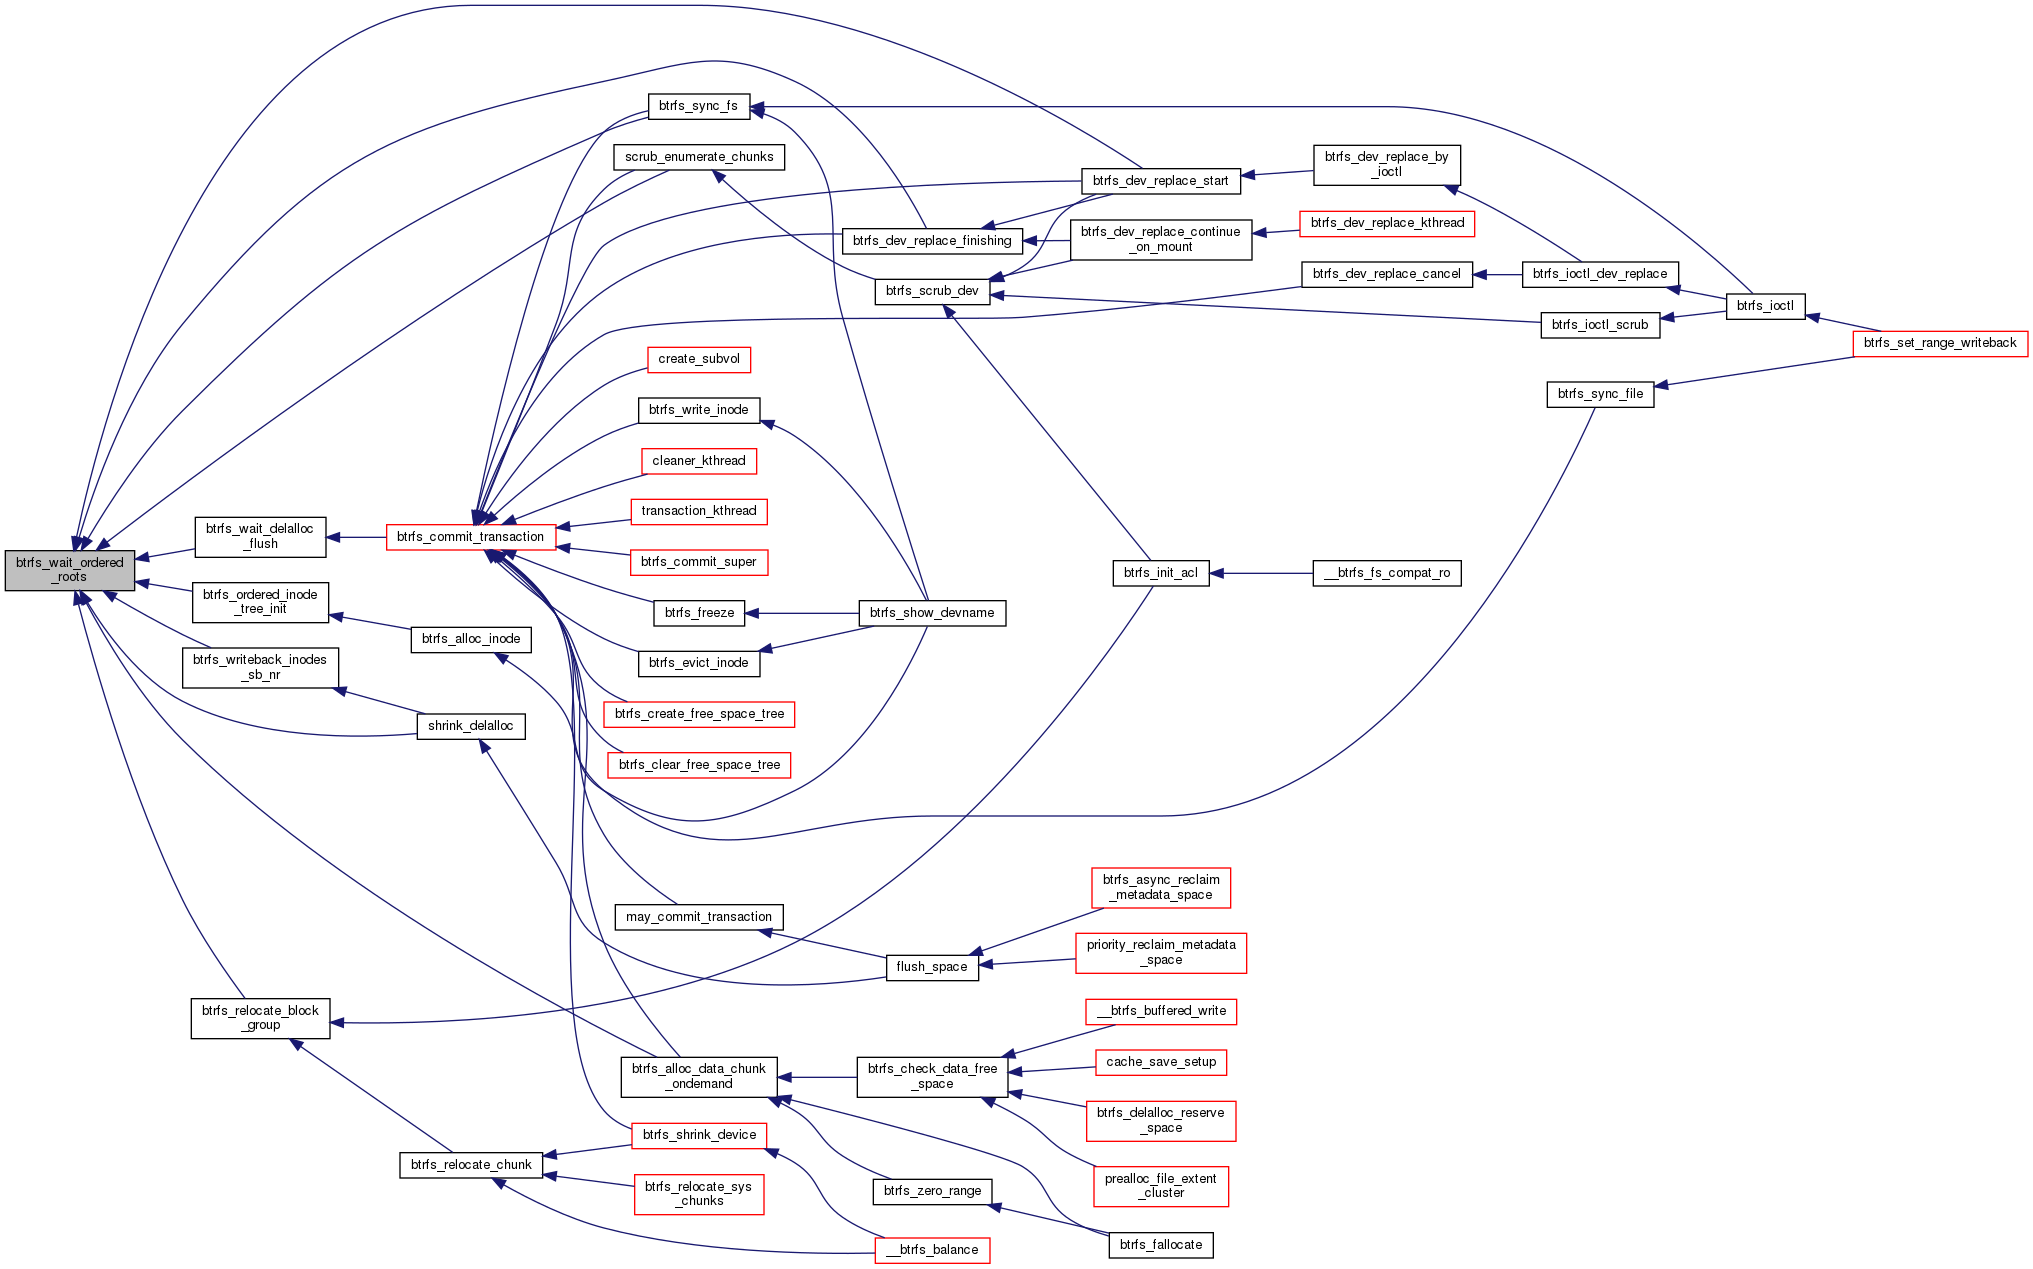 btrfs_wait_ordered
_roots
btrfs_wait_delalloc
_flush
btrfs_ordered_inode
_tree_init
btrfs_writeback_inodes
_sb_nr
btrfs_relocate_block
_group
btrfs_commit_transaction
btrfs_alloc_inode
shrink_delalloc
btrfs_relocate_chunk
btrfs_sync_fs
scrub_enumerate_chunks
create_subvol
btrfs_write_inode
cleaner_kthread
transaction_kthread
btrfs_commit_super
btrfs_freeze
btrfs_evict_inode
btrfs_create_free_space_tree
btrfs_clear_free_space_tree
may_commit_transaction
btrfs_alloc_data_chunk
_ondemand
btrfs_shrink_device
btrfs_relocate_sys
_chunks
btrfs_dev_replace_finishing
btrfs_scrub_dev
btrfs_show_devname
flush_space
btrfs_check_data_free
_space
btrfs_zero_range
__btrfs_balance
btrfs_dev_replace_start
btrfs_dev_replace_continue
_on_mount
btrfs_init_acl
btrfs_async_reclaim
_metadata_space
priority_reclaim_metadata
_space
__btrfs_buffered_write
cache_save_setup
btrfs_delalloc_reserve
_space
prealloc_file_extent
_cluster
btrfs_fallocate
btrfs_dev_replace_by
_ioctl
btrfs_dev_replace_kthread
btrfs_dev_replace_cancel
__btrfs_fs_compat_ro
btrfs_ioctl_dev_replace
btrfs_ioctl_scrub
btrfs_sync_file
btrfs_ioctl
btrfs_set_range_writeback